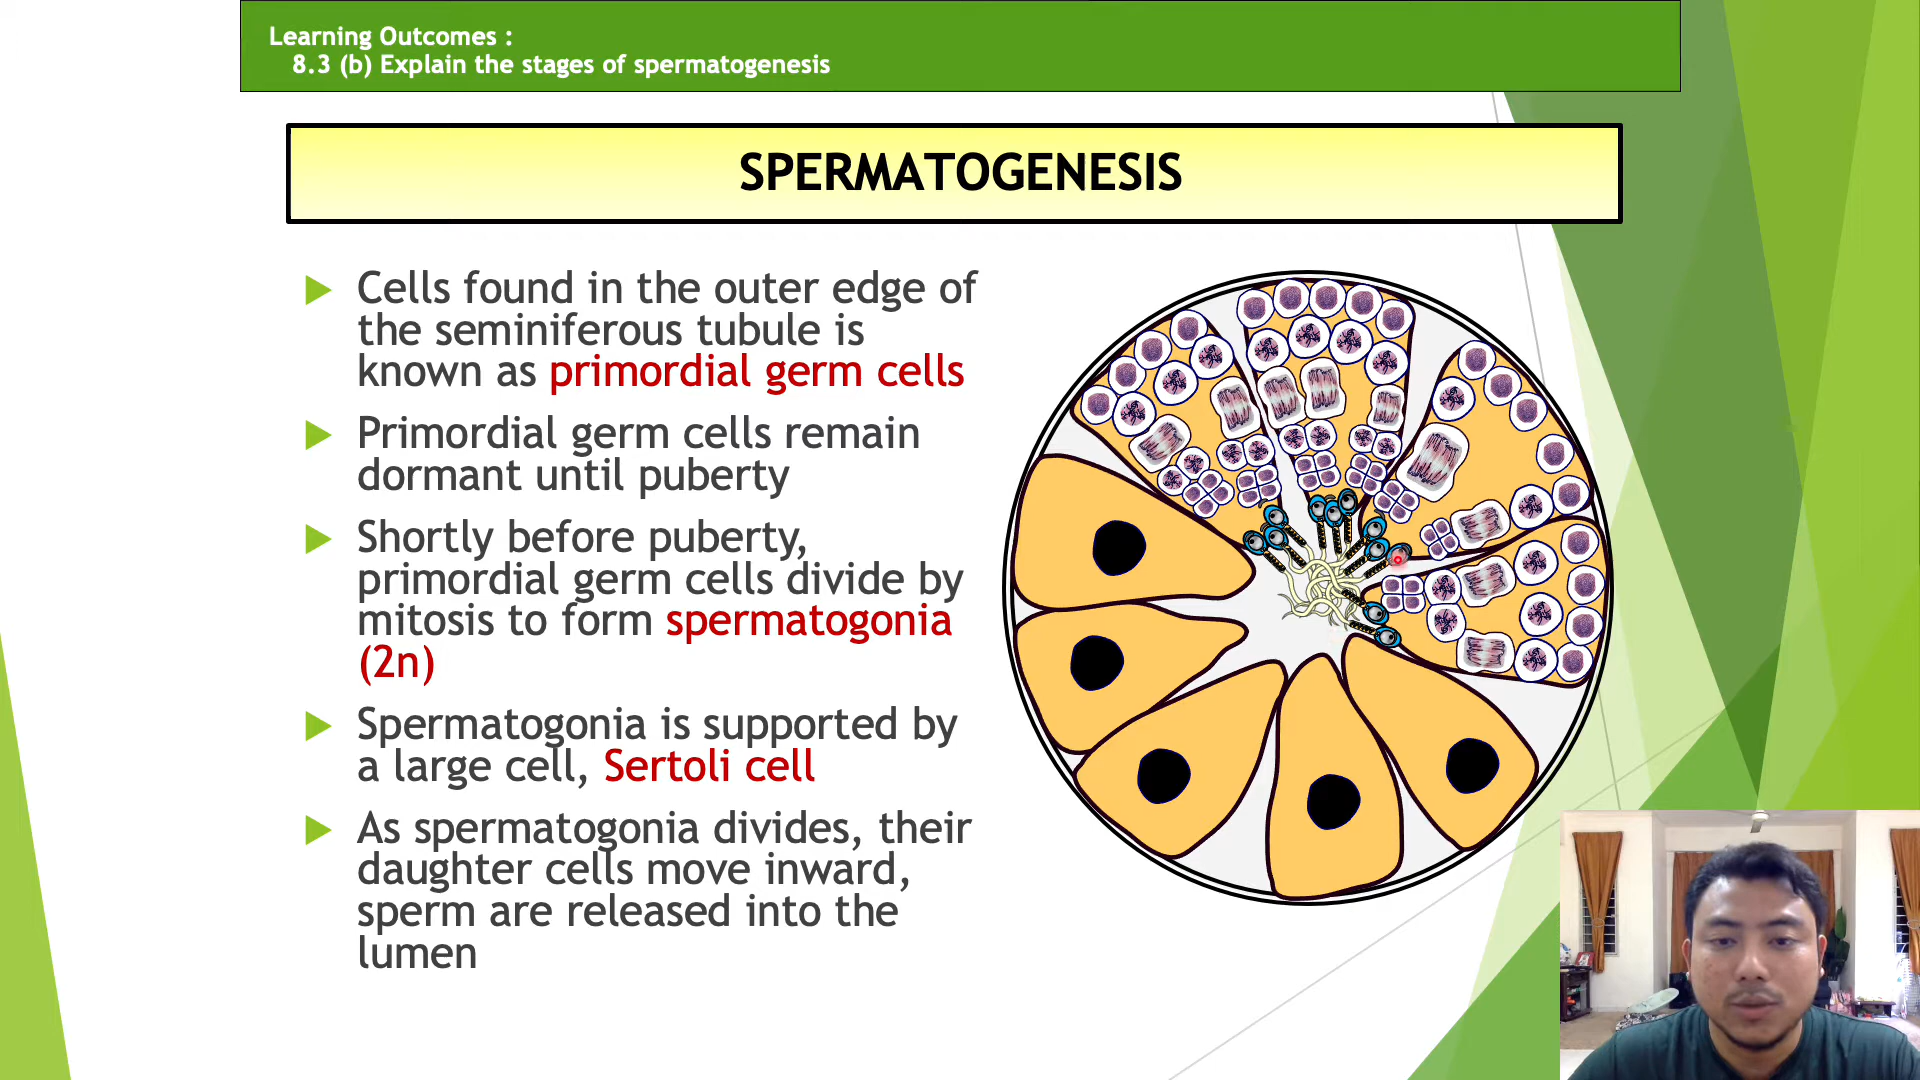 Learning Outcomes :
8.3 (b) Explain the stages of spermatogenesis
SPERMATOGENESIS
Cells found in the outer edge of
the seminiferous tubule is
known as primordial germ cells
Primordial germ cells remain
dormant until puberty
Shortly before puberty,
primordial germ cells divide by
mitosis to form spermatogonia
(2n)
Spermatogonia is supported by
a large cell, Sertoli cell
As spermatogonia divides, their
daughter cells move inward,
sperm are released into the
lumen